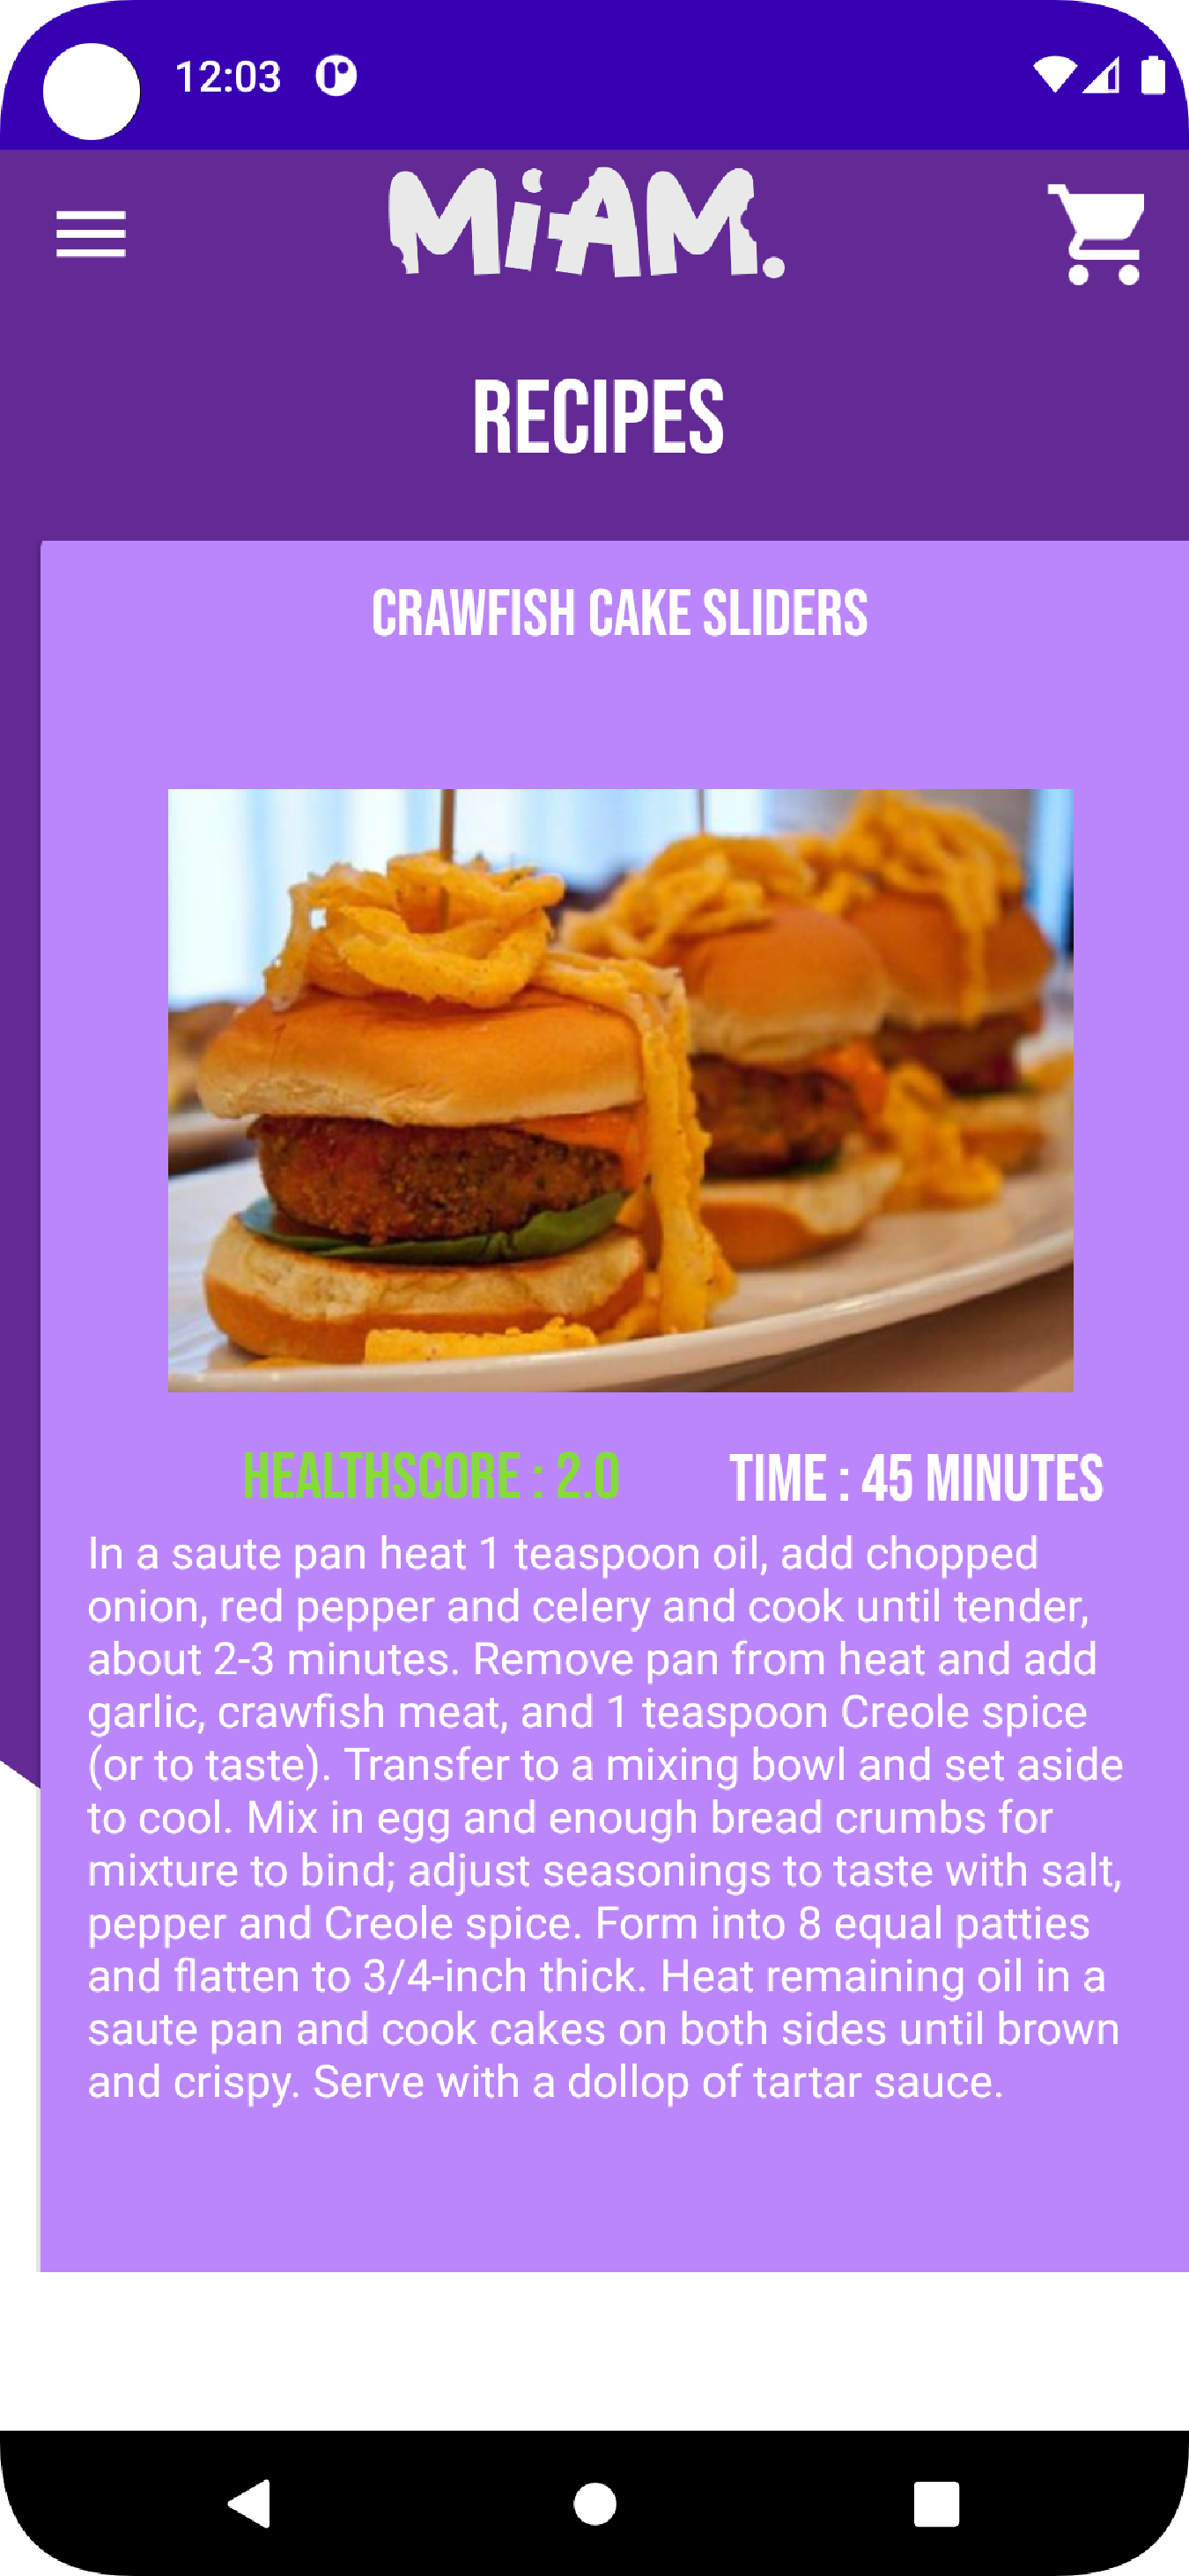 12:03
MiAM.
RECIPES
CRAWFISH CAKE SLIDERS
HEALTHSCORE : 2.0
TIME : 45 MINUTES
In a saute pan heat 1 teaspoon oil, add chopped
onion, red pepper and celery and cook until tender,
about 2-3 minutes. Remove pan from heat and add
garlic, crawfish meat, and 1 teaspoon Creole spice
(or to taste). Transfer to a mixing bowl and set aside
to cool. Mix in egg and enough bread crumbs for
mixture to bind; adjust seasonings to taste with salt,
pepper and Creole spice. Form into 8 equal patties
and flatten to 3/4-inch thick. Heat remaining oil in a
saute pan and cook cakes on both sides until brown
and crispy. Serve with a dollop of tartar sauce.